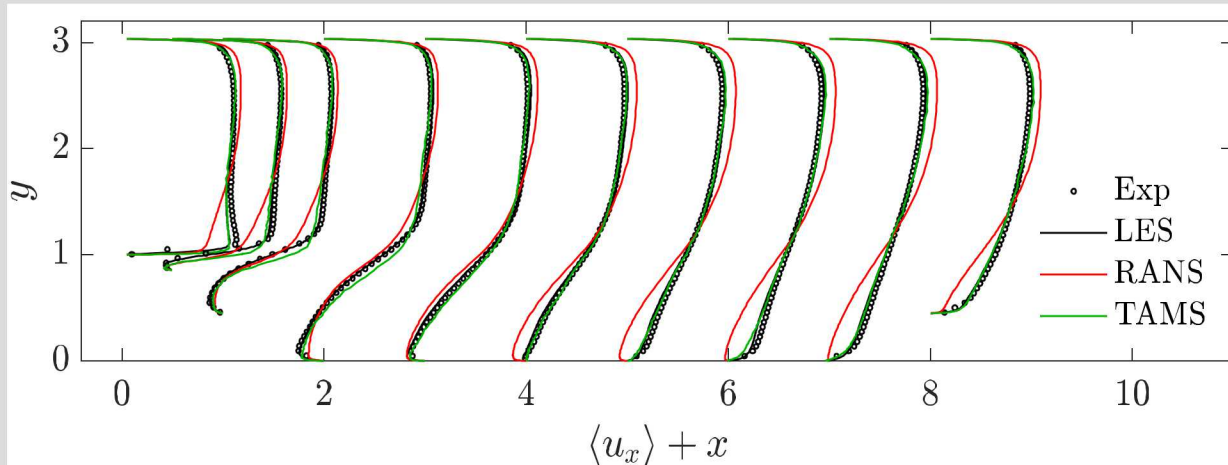 3
2
1
0
y
0 2 4 6 8 10
⟨u_x⟩ + x
Exp
LES
RANS
TAMS